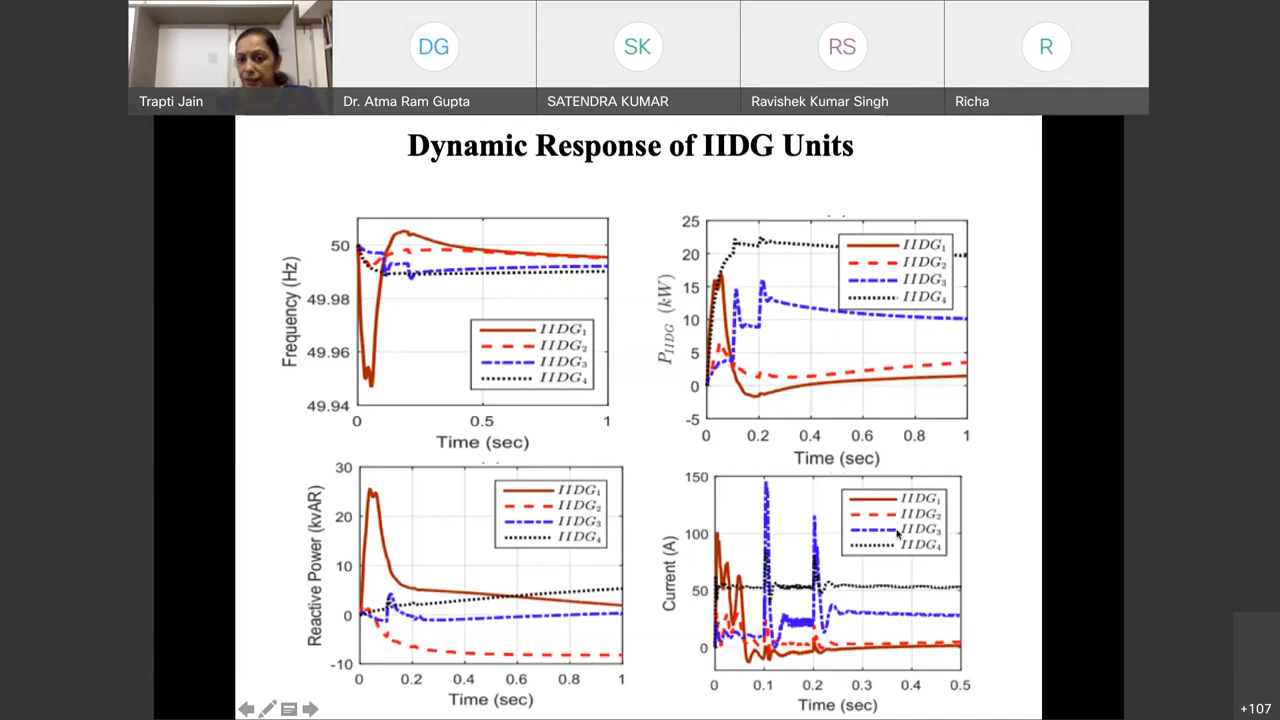 DG
SK
RS
R
Trapti Jain
Dr. Atma Ram Gupta
SATENDRA KUMAR
Ravishek Kumar Singh
Richa
Dynamic Response of IIDG Units
Frequency (Hz)
50
49.98
49.96
49.94
0
0.5
1
Time (sec)
IIDG1
IIDG2
IIDG3
IIDG4
PIIDG (kW)
25
20
15
10
5
0
-5
0
0.2
0.4
0.6
0.8
1
Time (sec)
IIDG1
IIDG2
IIDG3
IIDG4
Reactive Power (kvAR)
30
20
10
0
-10
0
0.2
0.4
0.6
0.8
1
Time (sec)
IIDG1
IIDG2
IIDG3
IIDG4
Current (A)
150
100
50
0
0
0.1
0.2
0.3
0.4
0.5
Time (sec)
IIDG1
IIDG2
IIDG3
IIDG4
+107